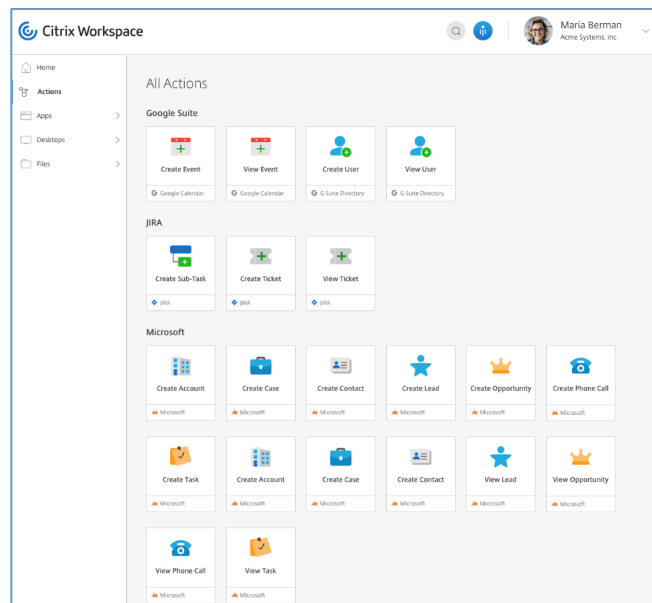 Citrix Workspace
Maria Berman
Acme Systems, Inc
Home
Actions
Apps
Desktops
Files
All Actions
Google Suite
Create Event
View Event
Create User
View User
Google Calendar
Google Calendar
G Suite Directory
G Suite Directory
JIRA
Create Sub-Task
Create Ticket
View Ticket
JIRA
JIRA
JIRA
Microsoft
Create Account
Create Case
Create Contact
Create Lead
Create Opportunity
Create Phone Call
Microsoft
Microsoft
Microsoft
Microsoft
Microsoft
Microsoft
Create Task
Create Account
Create Case
Create Contact
View Lead
View Opportunity
Microsoft
Microsoft
Microsoft
Microsoft
Microsoft
Microsoft
View Phone Call
View Task
Microsoft
Microsoft